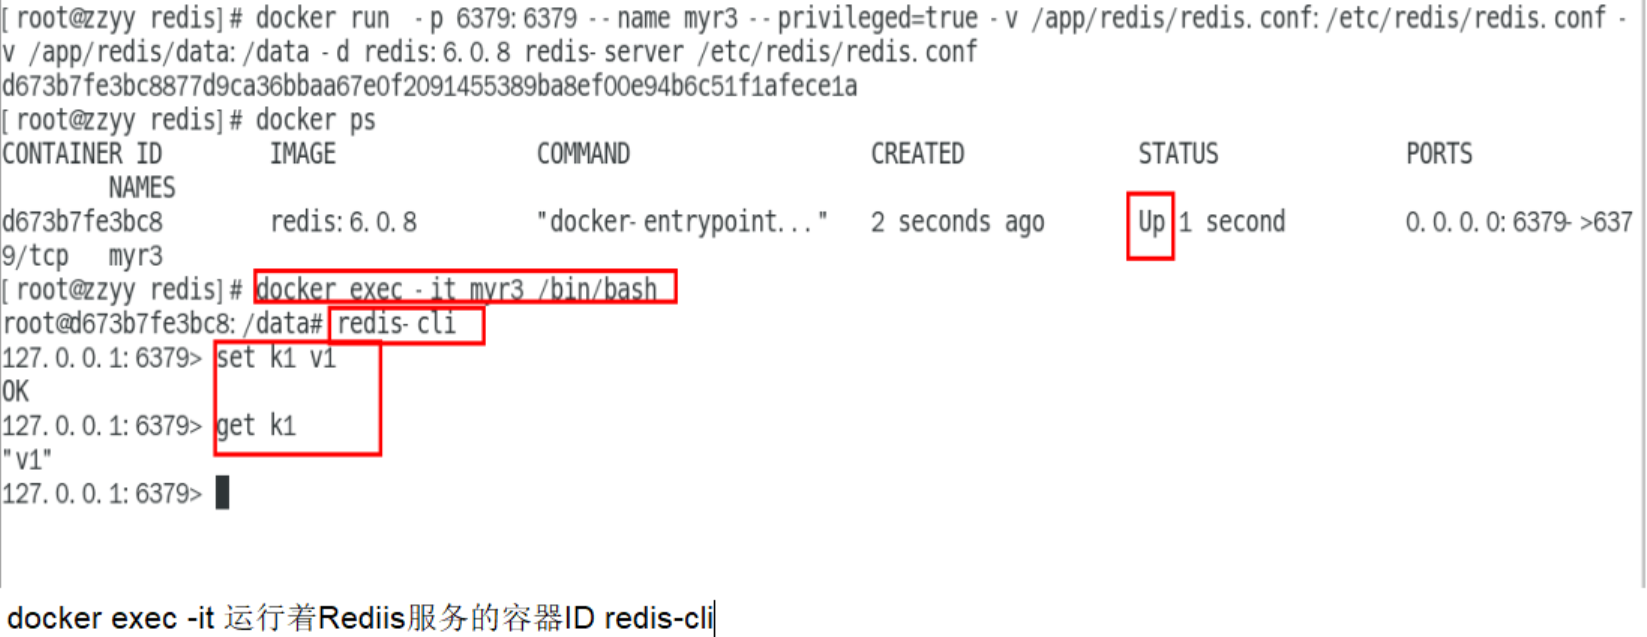 [root@zzyy redis]# docker run  -p 6379:6379 --name myr3 --privileged=true -v /app/redis/redis.conf:/etc/redis/redis.conf -
v /app/redis/data:/data -d redis:6.0.8 redis-server /etc/redis/redis.conf
d673b7fe3bc8877d9ca36bbaa67e0f2091455389ba8ef00e94b6c51f1afece1a
[root@zzyy redis]# docker ps
CONTAINER ID        IMAGE               COMMAND                  CREATED             STATUS              PORTS
        NAMES
d673b7fe3bc8        redis:6.0.8         "docker-entrypoint..."   2 seconds ago       Up 1 second         0.0.0.0:6379->637
9/tcp   myr3
[root@zzyy redis]# docker exec -it myr3 /bin/bash
root@d673b7fe3bc8:/data# redis-cli
127.0.0.1:6379> set k1 v1
OK
127.0.0.1:6379> get k1
"v1"
127.0.0.1:6379>
docker exec -it 运行着Rediis服务的容器ID redis-cli